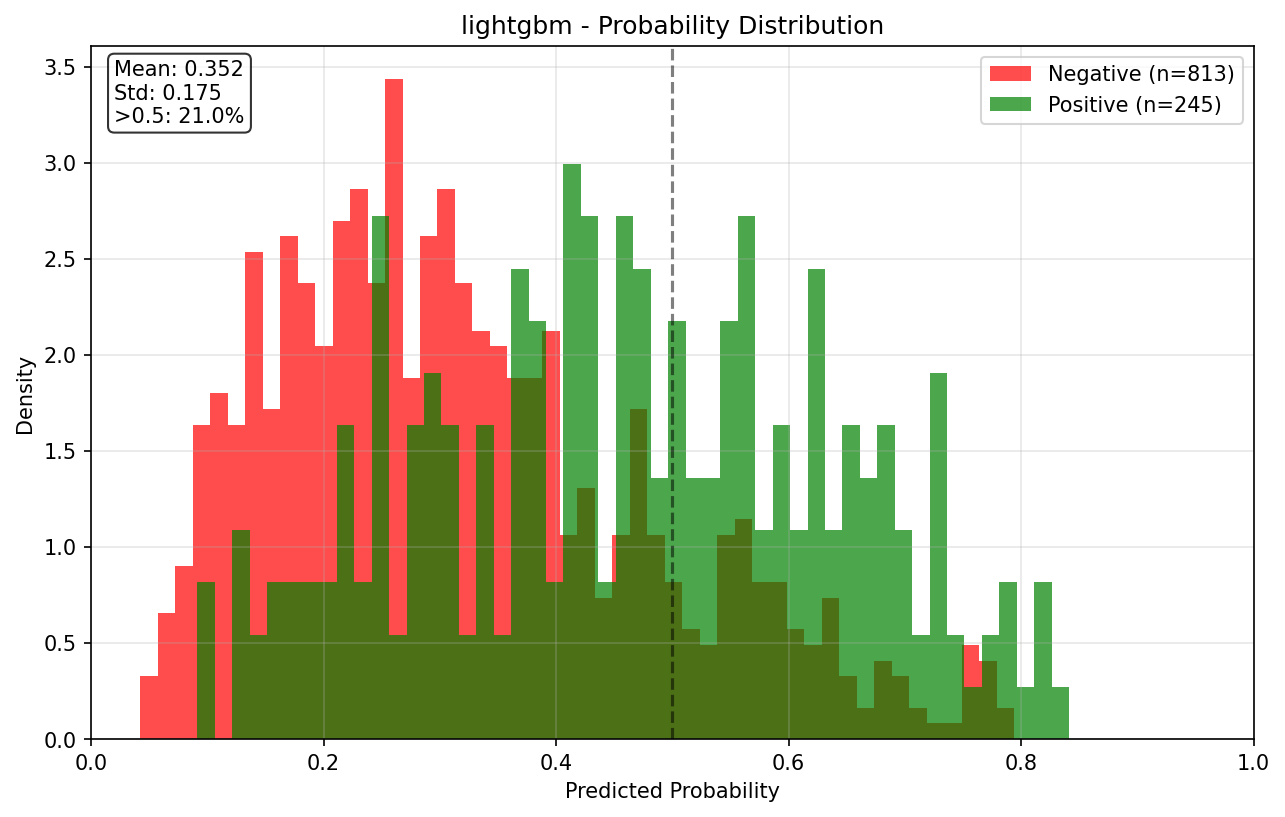 lightgbm - Probability Distribution
Mean: 0.352
Std: 0.175
>0.5: 21.0%
Negative (n=813)
Positive (n=245)
Density
3.5
3.0
2.5
2.0
1.5
1.0
0.5
0.0
0.0 0.2 0.4 0.6 0.8 1.0
Predicted Probability